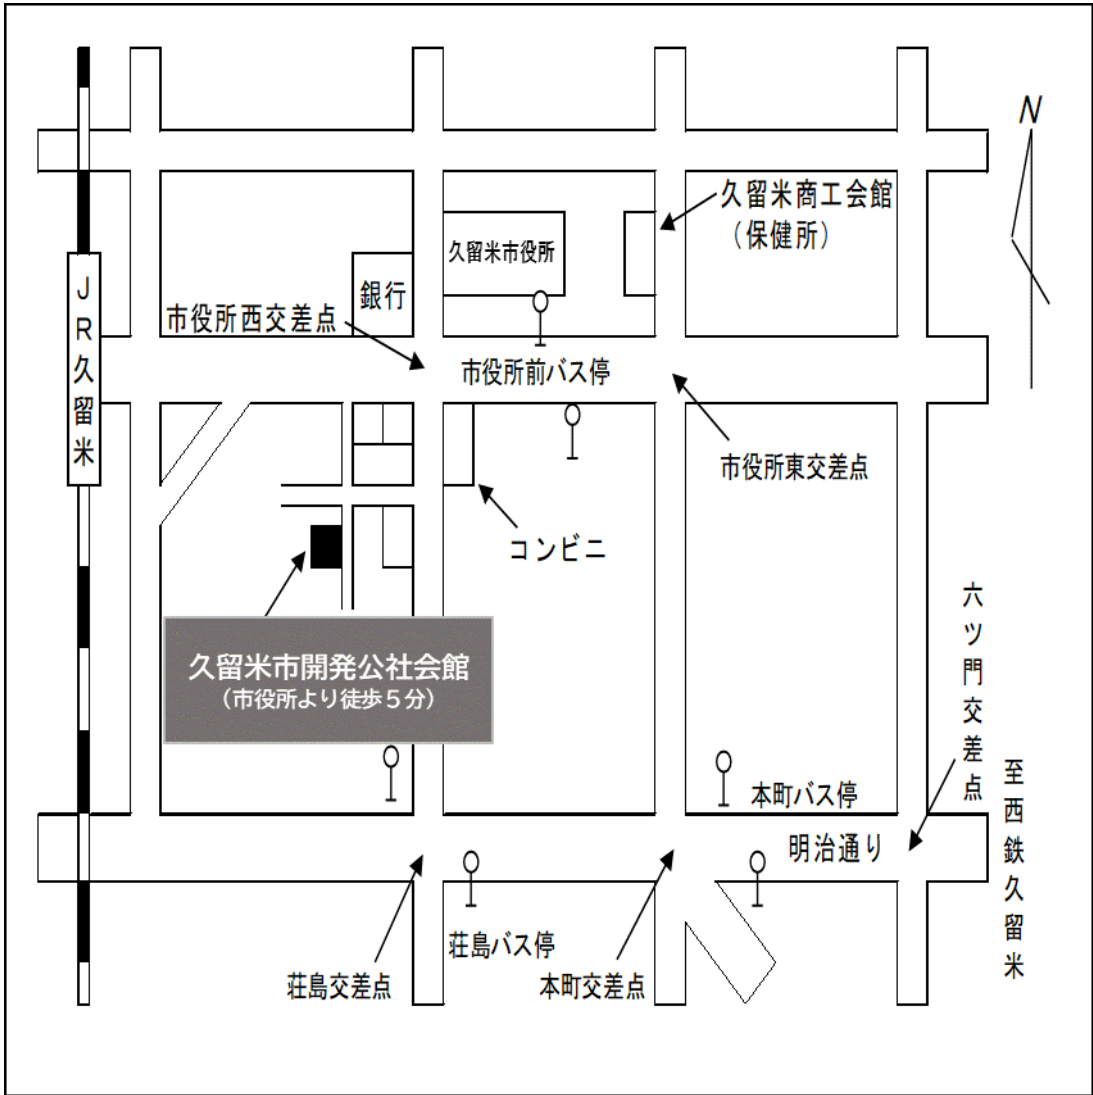 N
久留米商工会館
（保健所）
久留米市役所
銀行
市役所西交差点
JR久留米
市役所前バス停
市役所東交差点
コンビニ
六ツ門交差点
久留米市開発公社会館
（市役所より徒歩５分）
至西鉄久留米
本町バス停
明治通り
荘島バス停
荘島交差点
本町交差点